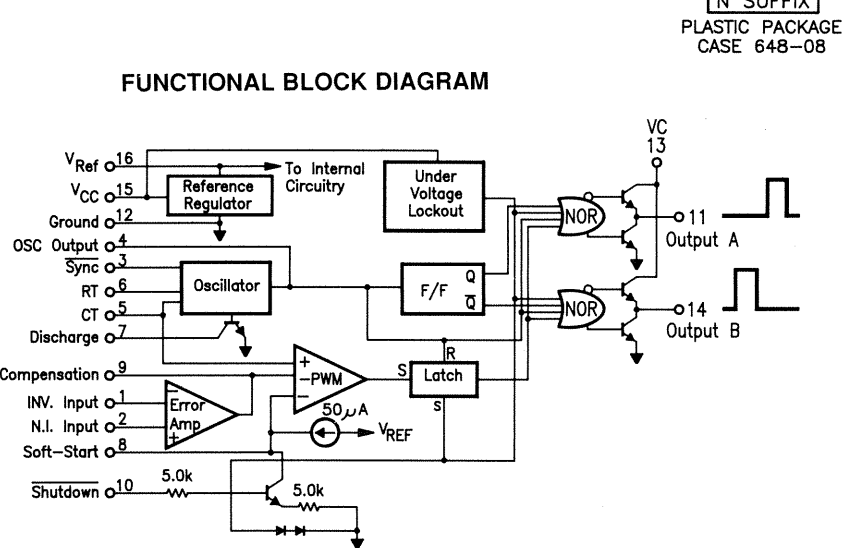 N SUFFIX
PLASTIC PACKAGE
CASE 648-08
FUNCTIONAL BLOCK DIAGRAM
VC
13
VRef 16
To Internal
Circuitry
VCC 15
Reference
Regulator
Under
Voltage
Lockout
Ground 12
OSC Output 4
Sync 3
RT 6
CT 5
Discharge 7
Oscillator
F/F
Q
Q
NOR
11
Output A
NOR
14
Output B
Compensation 9
+
-PWM
-
S
R
Latch
S
INV. Input 1
N.I. Input 2
-
Error
Amp
+
50μA
VREF
Soft-Start 8
Shutdown 10
5.0k
5.0k